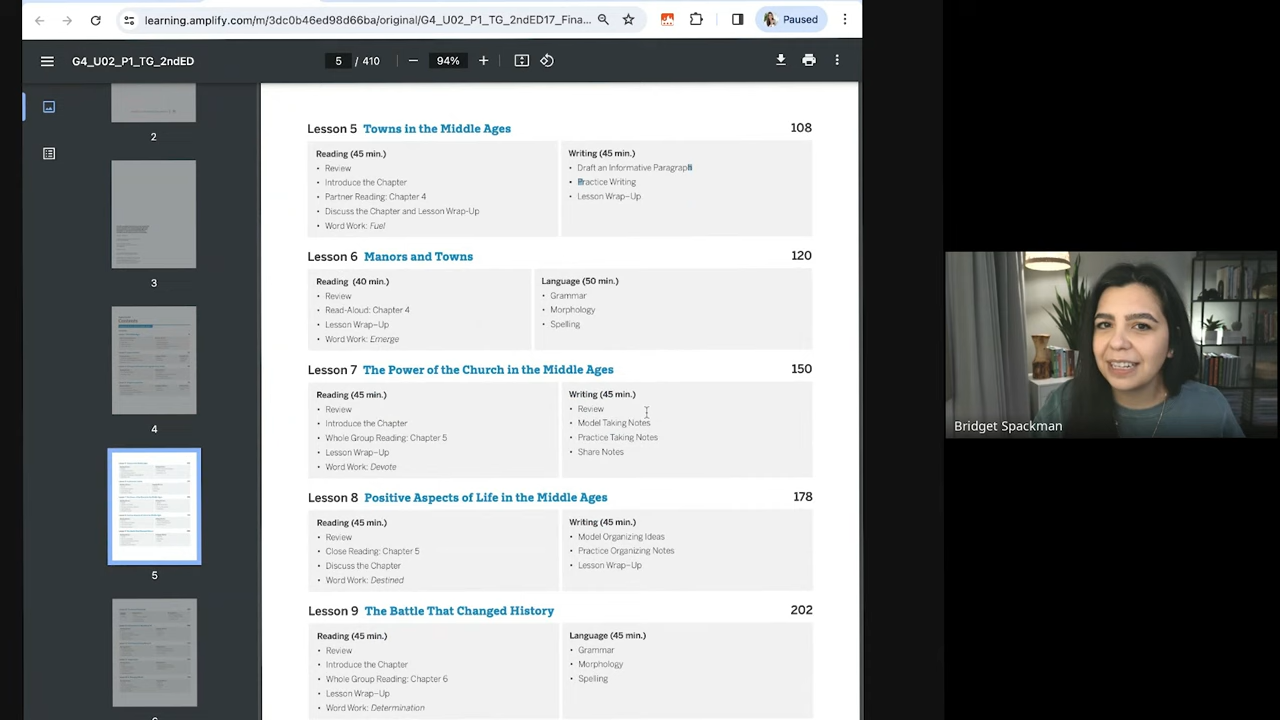 learning.amplify.com/m/3dc0b46ed98d66ba/original/G4_U02_P1_TG_2ndED17_Fina...
Paused
G4_U02_P1_TG_2ndED
5 / 410
94%
2
3
4
5
Lesson 5 Towns in the Middle Ages 108
Reading (45 min.)
• Review
• Introduce the Chapter
• Partner Reading: Chapter 4
• Discuss the Chapter and Lesson Wrap-Up
• Word Work: Fuel
Writing (45 min.)
• Draft an Informative Paragraph
• Practice Writing
• Lesson Wrap-Up
Lesson 6 Manors and Towns 120
Reading (40 min.)
• Review
• Read-Aloud: Chapter 4
• Lesson Wrap-Up
• Word Work: Emerge
Language (50 min.)
• Grammar
• Morphology
• Spelling
Lesson 7 The Power of the Church in the Middle Ages 150
Reading (45 min.)
• Review
• Introduce the Chapter
• Whole Group Reading: Chapter 5
• Lesson Wrap-Up
• Word Work: Devote
Writing (45 min.)
• Review
• Model Taking Notes
• Practice Taking Notes
• Share Notes
Lesson 8 Positive Aspects of Life in the Middle Ages 178
Reading (45 min.)
• Review
• Close Reading: Chapter 5
• Discuss the Chapter
• Word Work: Destined
Writing (45 min.)
• Model Organizing Ideas
• Practice Organizing Notes
• Lesson Wrap-Up
Lesson 9 The Battle That Changed History 202
Reading (45 min.)
• Review
• Introduce the Chapter
• Whole Group Reading: Chapter 6
• Lesson Wrap-Up
• Word Work: Determination
Language (45 min.)
• Grammar
• Morphology
• Spelling
Bridget Spackman